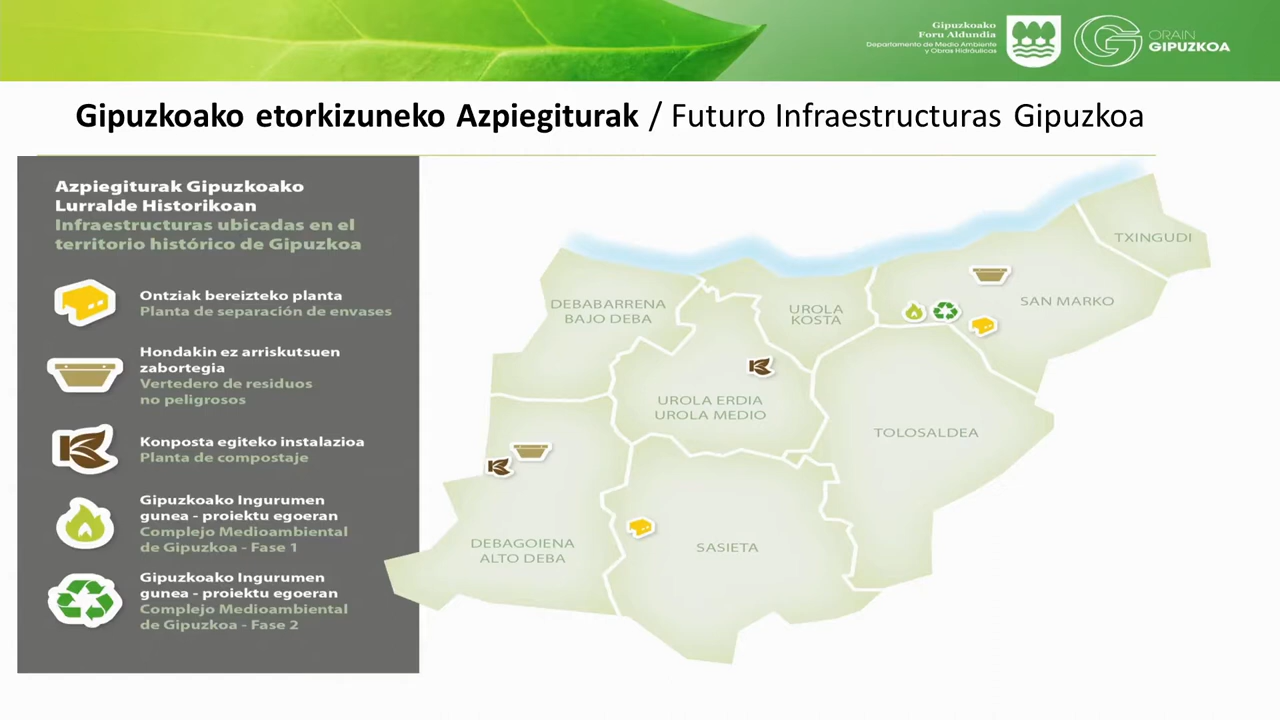 Gipuzkoako
Foru Aldundia
Departamento de Medio Ambiente
y Obras Hidráulicas
ORAIN
GIPUZKOA
Gipuzkoako etorkizuneko Azpiegiturak / Futuro Infraestructuras Gipuzkoa
Azpiegiturak Gipuzkoako
Lurralde Historikoan
Infraestructuras ubicadas en el
territorio histórico de Gipuzkoa
Ontziak bereizteko planta
Planta de separación de envases
Hondakin ez arriskutsuen
zabortegia
Vertedero de residuos
no peligrosos
Konposta egiteko instalazioa
Planta de compostaje
Gipuzkoako Ingurumen
gunea - proiektu egoeran
Complejo Medioambiental
de Gipuzkoa - Fase 1
Gipuzkoako Ingurumen
gunea - proiektu egoeran
Complejo Medioambiental
de Gipuzkoa - Fase 2
TXINGUDI
SAN MARKO
DEBABARRENA
BAJO DEBA
UROLA
KOSTA
UROLA ERDIA
UROLA MEDIO
TOLOSALDEA
DEBAGOIENA
ALTO DEBA
SASIETA